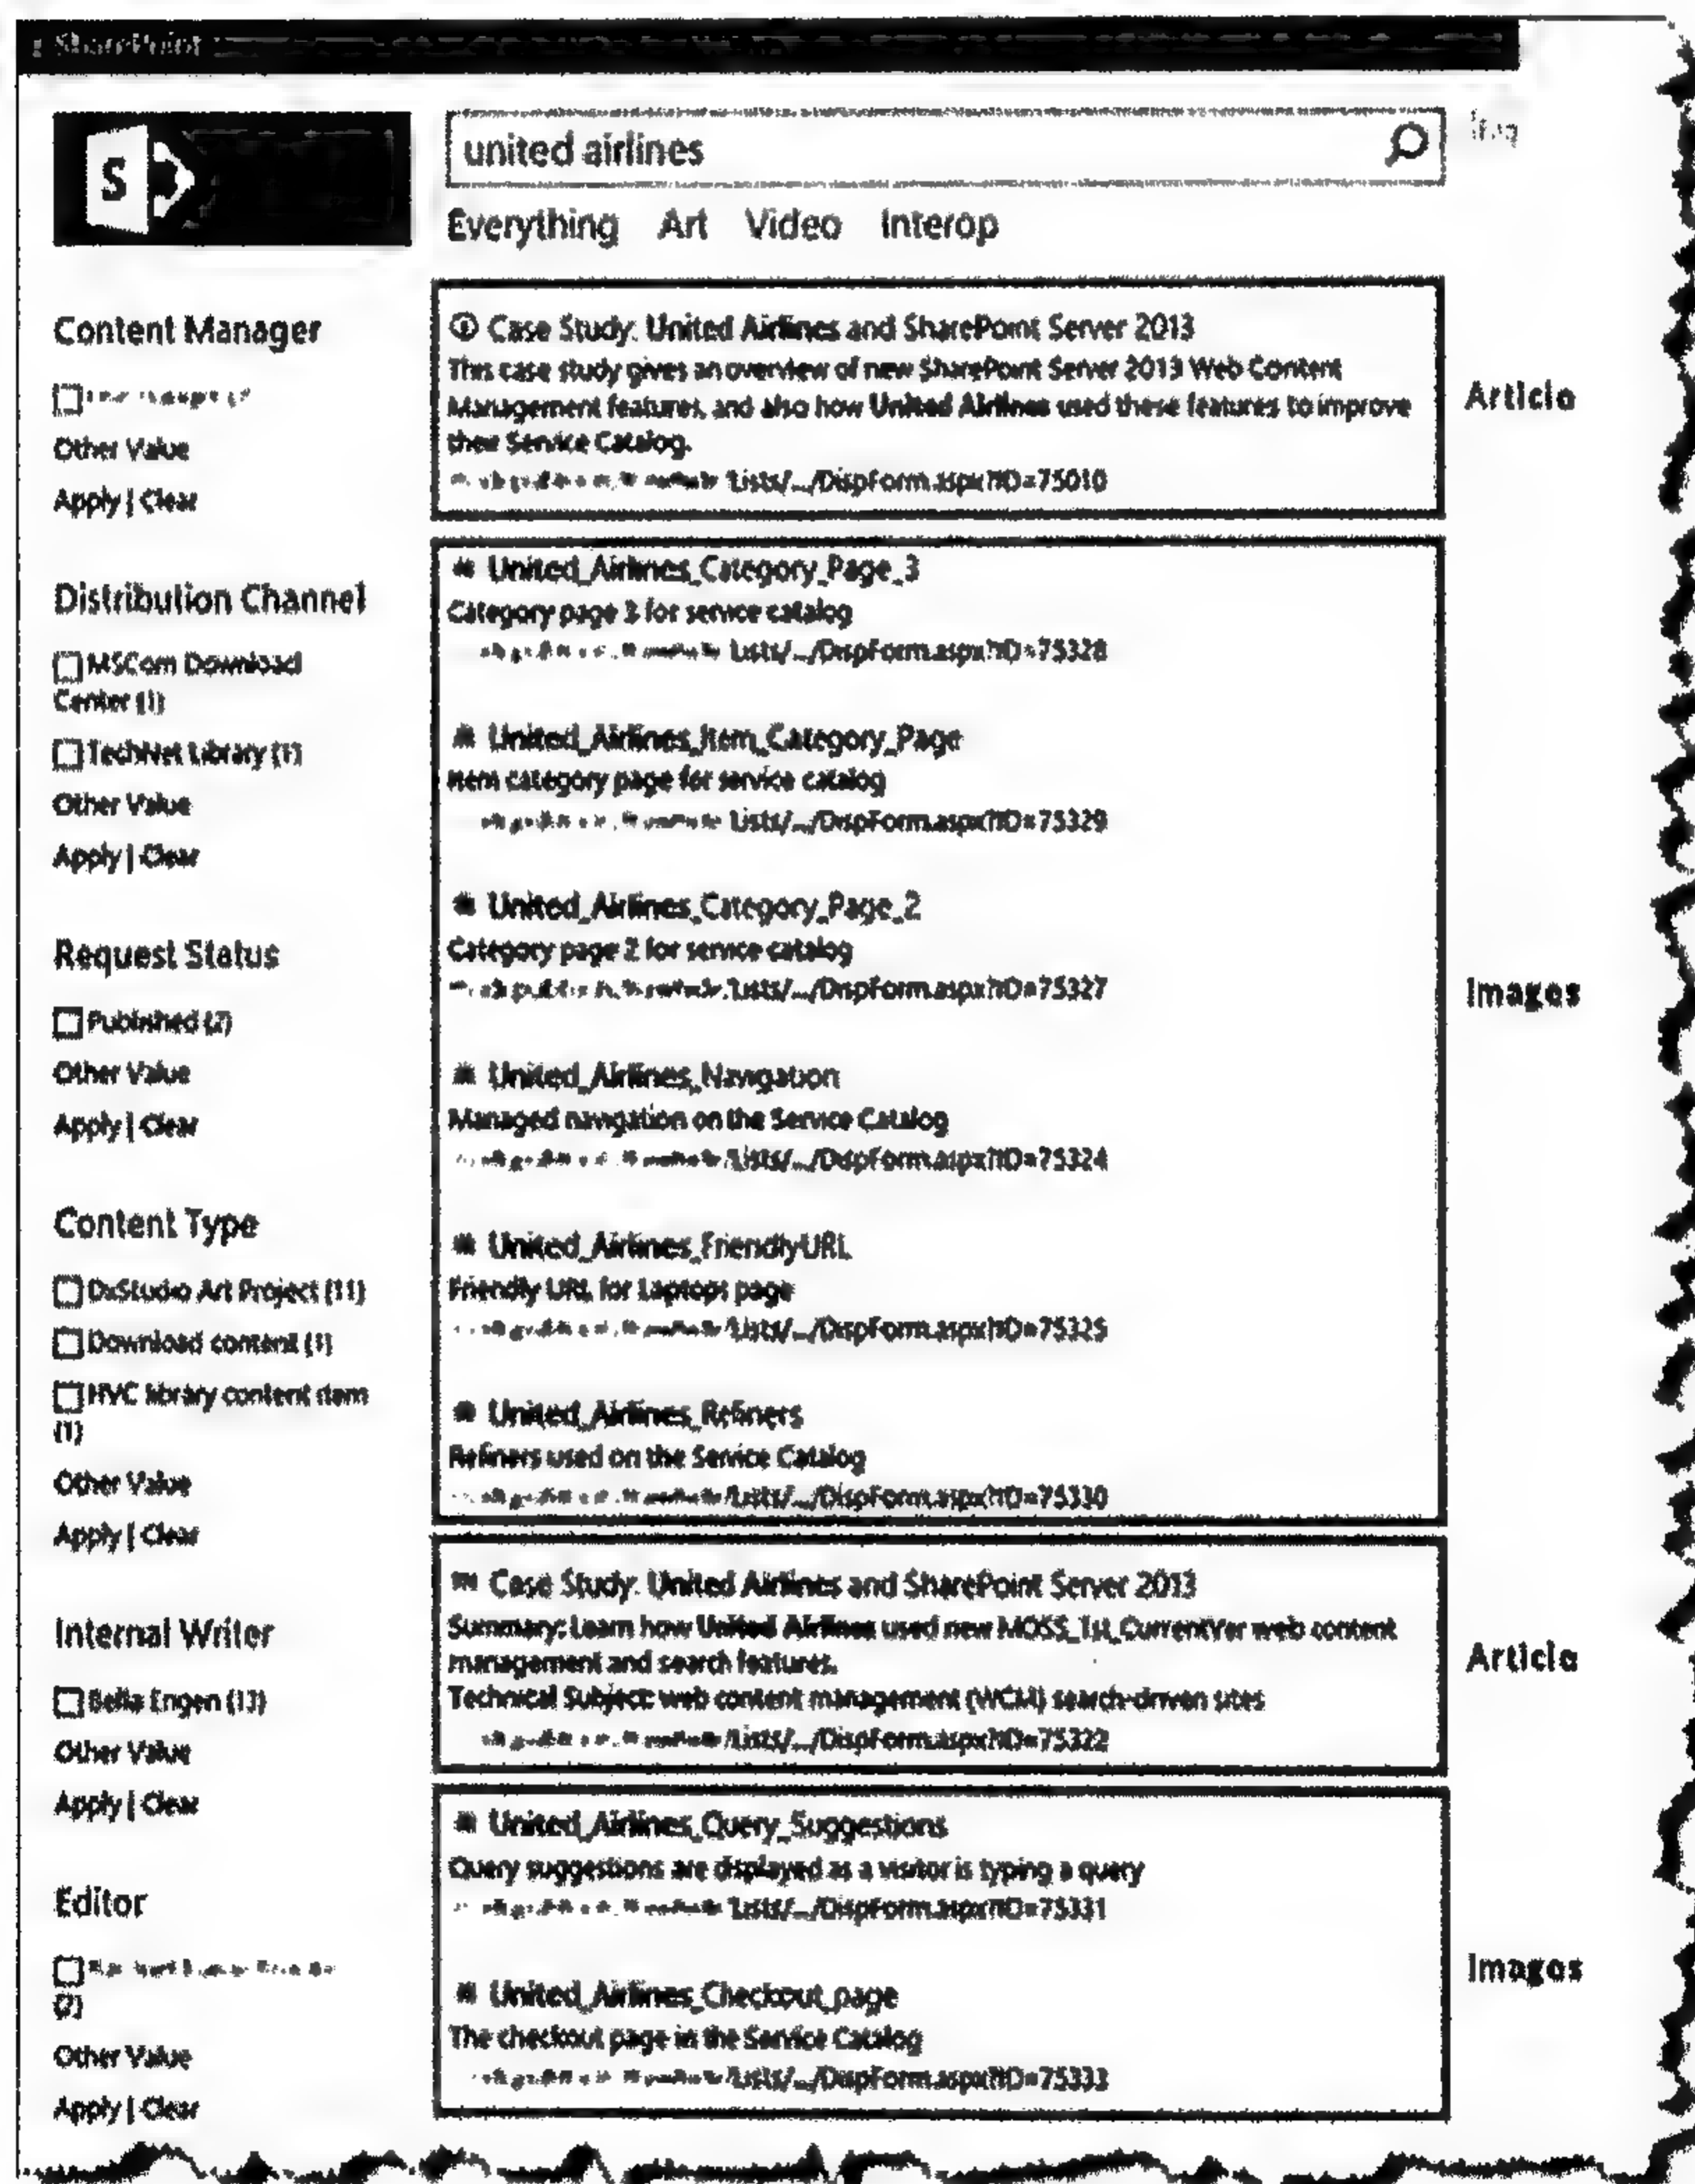 SharePoint
S
united airlines
Everything Art Video Interop
Content Manager
Other Value
Apply | Clear
Distribution Channel
MSCom Download
Center (1)
TechNet Library (1)
Other Value
Apply | Clear
Request Status
Published (2)
Other Value
Apply | Clear
Content Type
DxStudio Art Project (11)
Download content (1)
HVC library content item
(1)
Other Value
Apply | Clear
Internal Writer
Bella Engen (13)
Other Value
Apply | Clear
Editor
(2)
Other Value
Apply | Clear
Case Study: United Airlines and SharePoint Server 2013
This case study gives an overview of new SharePoint Server 2013 Web Content
Management features, and also how United Airlines used these features to improve
their Service Catalog.
Lists/.../DispForm.aspx?ID=75010
Article
United_Airlines_Category_Page_3
Category page 3 for service catalog
Lists/.../DispForm.aspx?ID=75328
United_Airlines_Item_Category_Page
Item category page for service catalog
Lists/.../DispForm.aspx?ID=75329
United_Airlines_Category_Page_2
Category page 2 for service catalog
Lists/.../DispForm.aspx?ID=75327
United_Airlines_Navigation
Managed navigation on the Service Catalog
/Lists/.../DispForm.aspx?ID=75324
United_Airlines_FriendlyURL
Friendly URL for Laptops page
/Lists/.../DispForm.aspx?ID=75325
United_Airlines_Refiners
Refiners used on the Service Catalog
/Lists/.../DispForm.aspx?ID=75330
Images
Case Study: United Airlines and SharePoint Server 2013
Summary: Learn how United Airlines used new MOSS_1st_CurrentVer web content
management and search features.
Technical Subject: web content management (WCM) search-driven sites
/Lists/.../DispForm.aspx?ID=75322
Article
United_Airlines_Query_Suggestions
Query suggestions are displayed as a visitor is typing a query
Lists/.../DispForm.aspx?ID=75331
United_Airlines_Checkout_page
The checkout page in the Service Catalog
/Lists/.../DispForm.aspx?ID=75333
Images